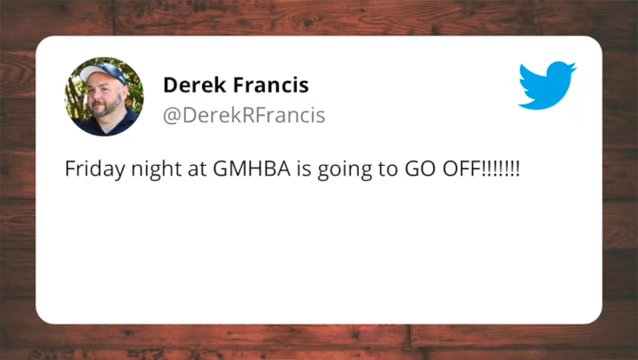 Derek Francis
@DerekRFrancis
Friday night at GMHBA is going to GO OFF!!!!!!!